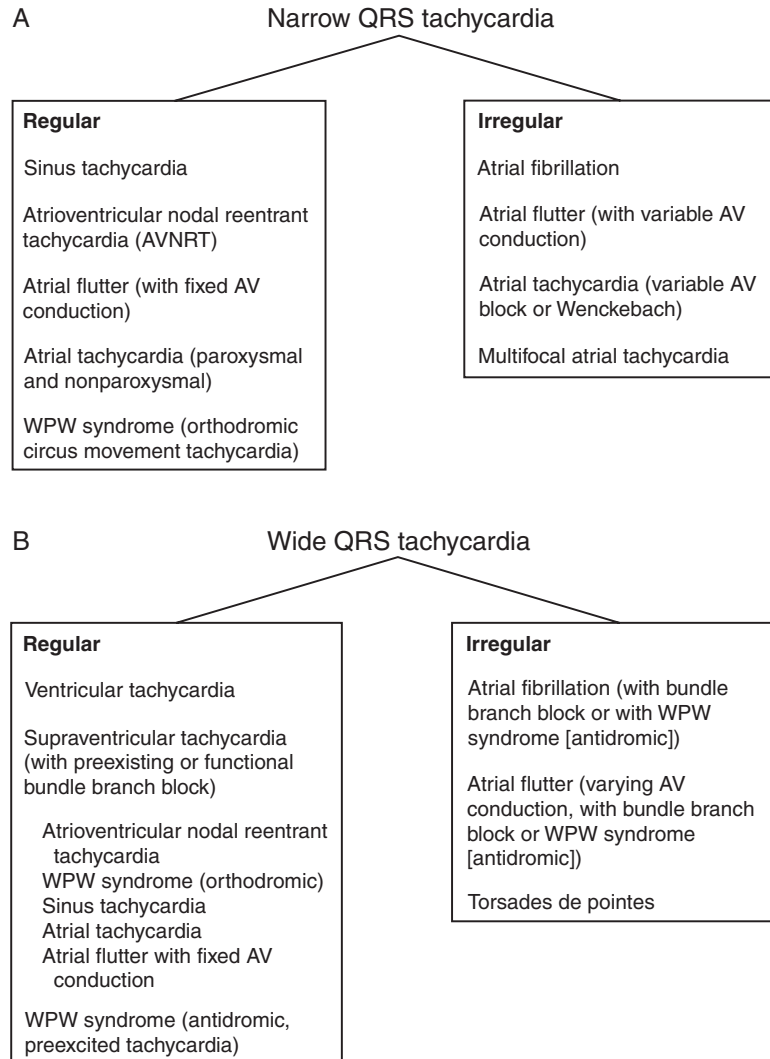 A
Narrow QRS tachycardia
Regular
Sinus tachycardia
Atrioventricular nodal reentrant
tachycardia (AVNRT)
Atrial flutter (with fixed AV
conduction)
Atrial tachycardia (paroxysmal
and nonparoxysmal)
WPW syndrome (orthodromic
circus movement tachycardia)
Irregular
Atrial fibrillation
Atrial flutter (with variable AV
conduction)
Atrial tachycardia (variable AV
block or Wenckebach)
Multifocal atrial tachycardia
B
Wide QRS tachycardia
Regular
Ventricular tachycardia
Supraventricular tachycardia
(with preexisting or functional
bundle branch block)
Atrioventricular nodal reentrant
tachycardia
WPW syndrome (orthodromic)
Sinus tachycardia
Atrial tachycardia
Atrial flutter with fixed AV
conduction
WPW syndrome (antidromic,
preexcited tachycardia)
Irregular
Atrial fibrillation (with bundle
branch block or with WPW
syndrome [antidromic])
Atrial flutter (varying AV
conduction, with bundle branch
block or WPW syndrome
[antidromic])
Torsades de pointes